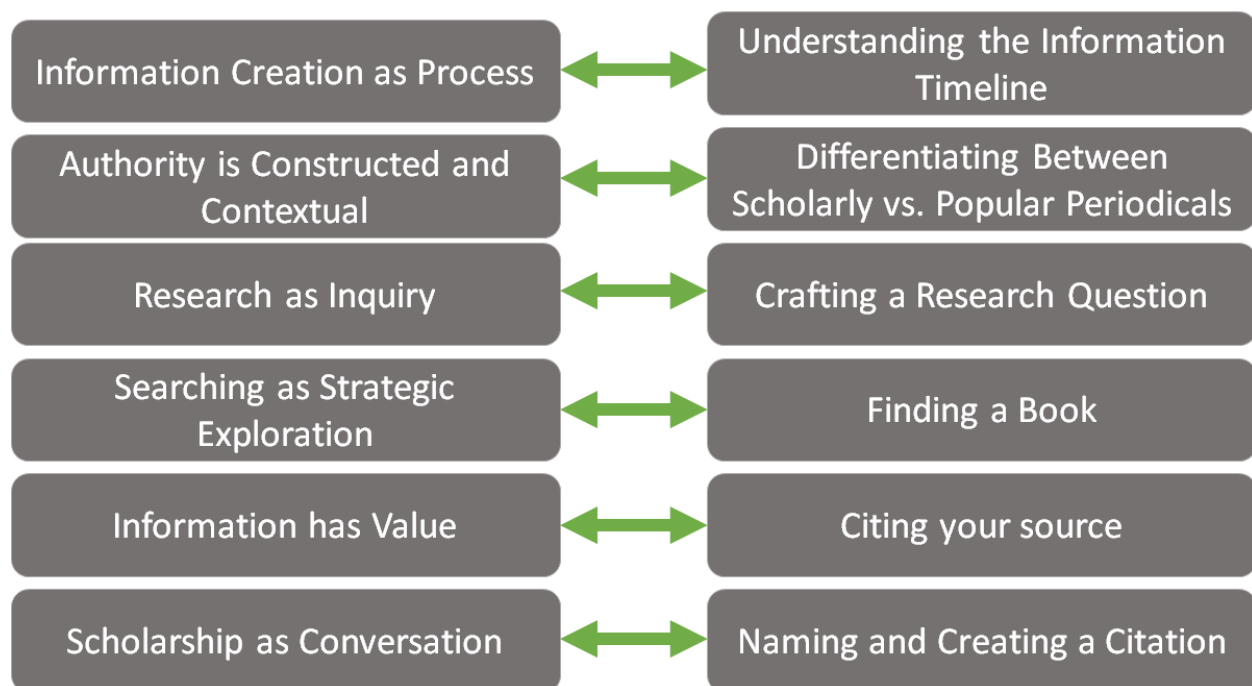 Information Creation as Process
Understanding the Information
Timeline
Authority is Constructed and
Contextual
Differentiating Between
Scholarly vs. Popular Periodicals
Research as Inquiry
Crafting a Research Question
Searching as Strategic
Exploration
Finding a Book
Information has Value
Citing your source
Scholarship as Conversation
Naming and Creating a Citation